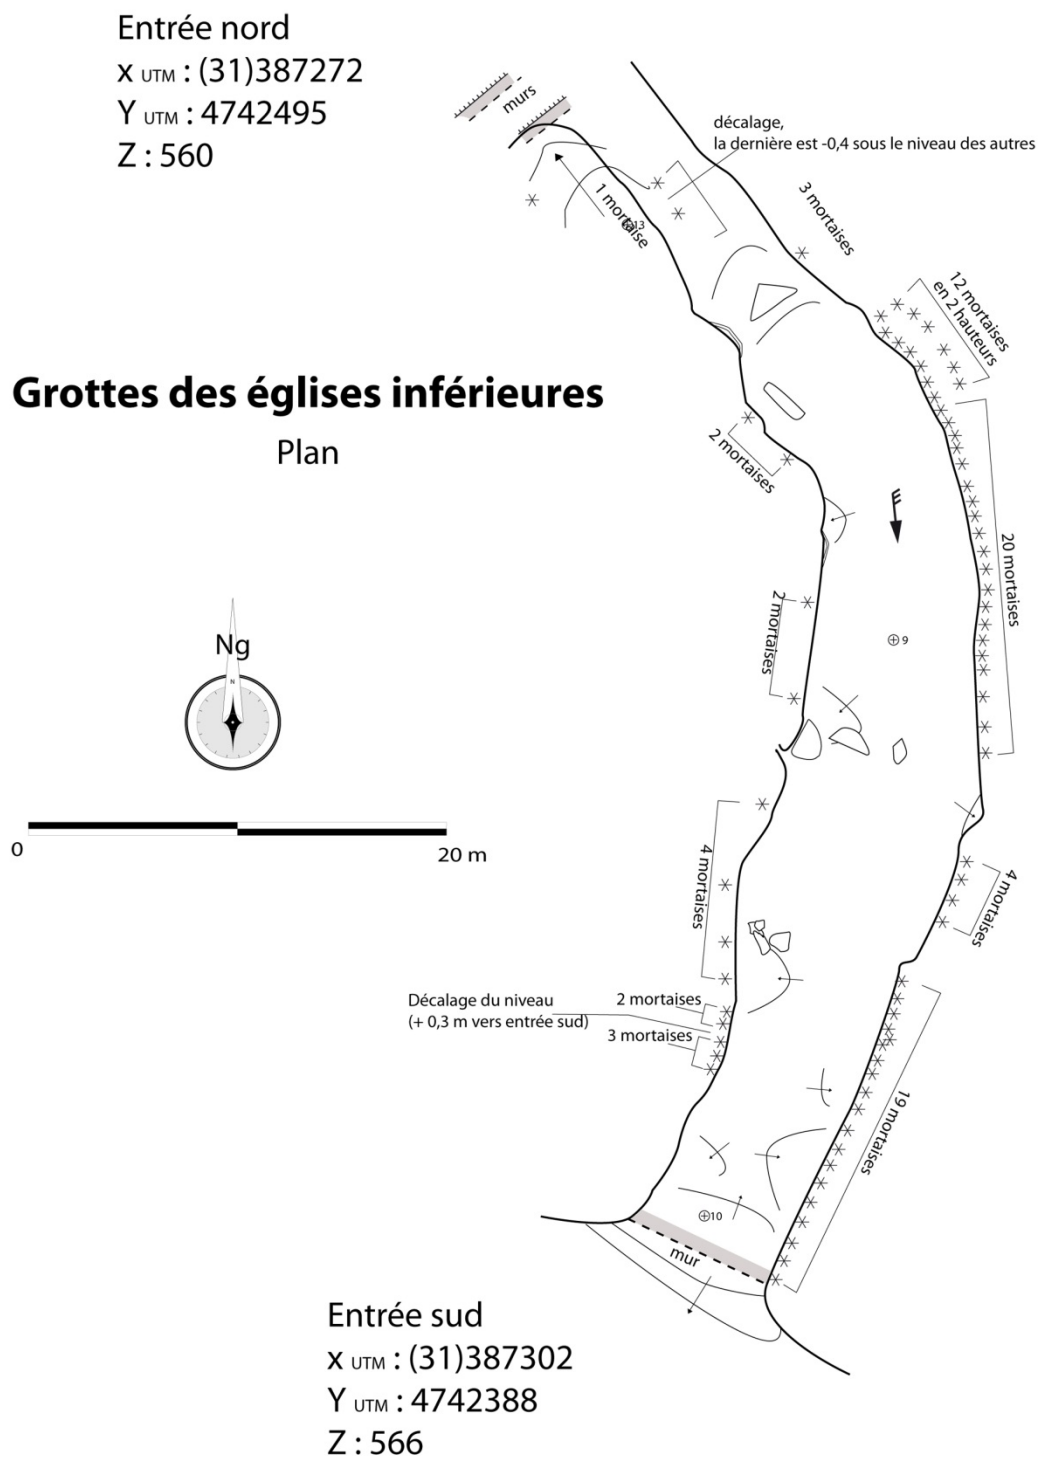 Entrée nord
x UTM : (31)387272
Y UTM : 4742495
Z : 560
murs
décalage,
la dernière est -0,4 sous le niveau des autres
1 mortaise
13
3 mortaises
12 mortaises
en 2 hauteurs
Grottes des églises inférieures
Plan
2 mortaises
20 mortaises
2 mortaises
9
Ng
N
0
20 m
4 mortaises
4 mortaises
Décalage du niveau
(+ 0,3 m vers entrée sud)
2 mortaises
3 mortaises
19 mortaises
10
mur
Entrée sud
x UTM : (31)387302
Y UTM : 4742388
Z : 566